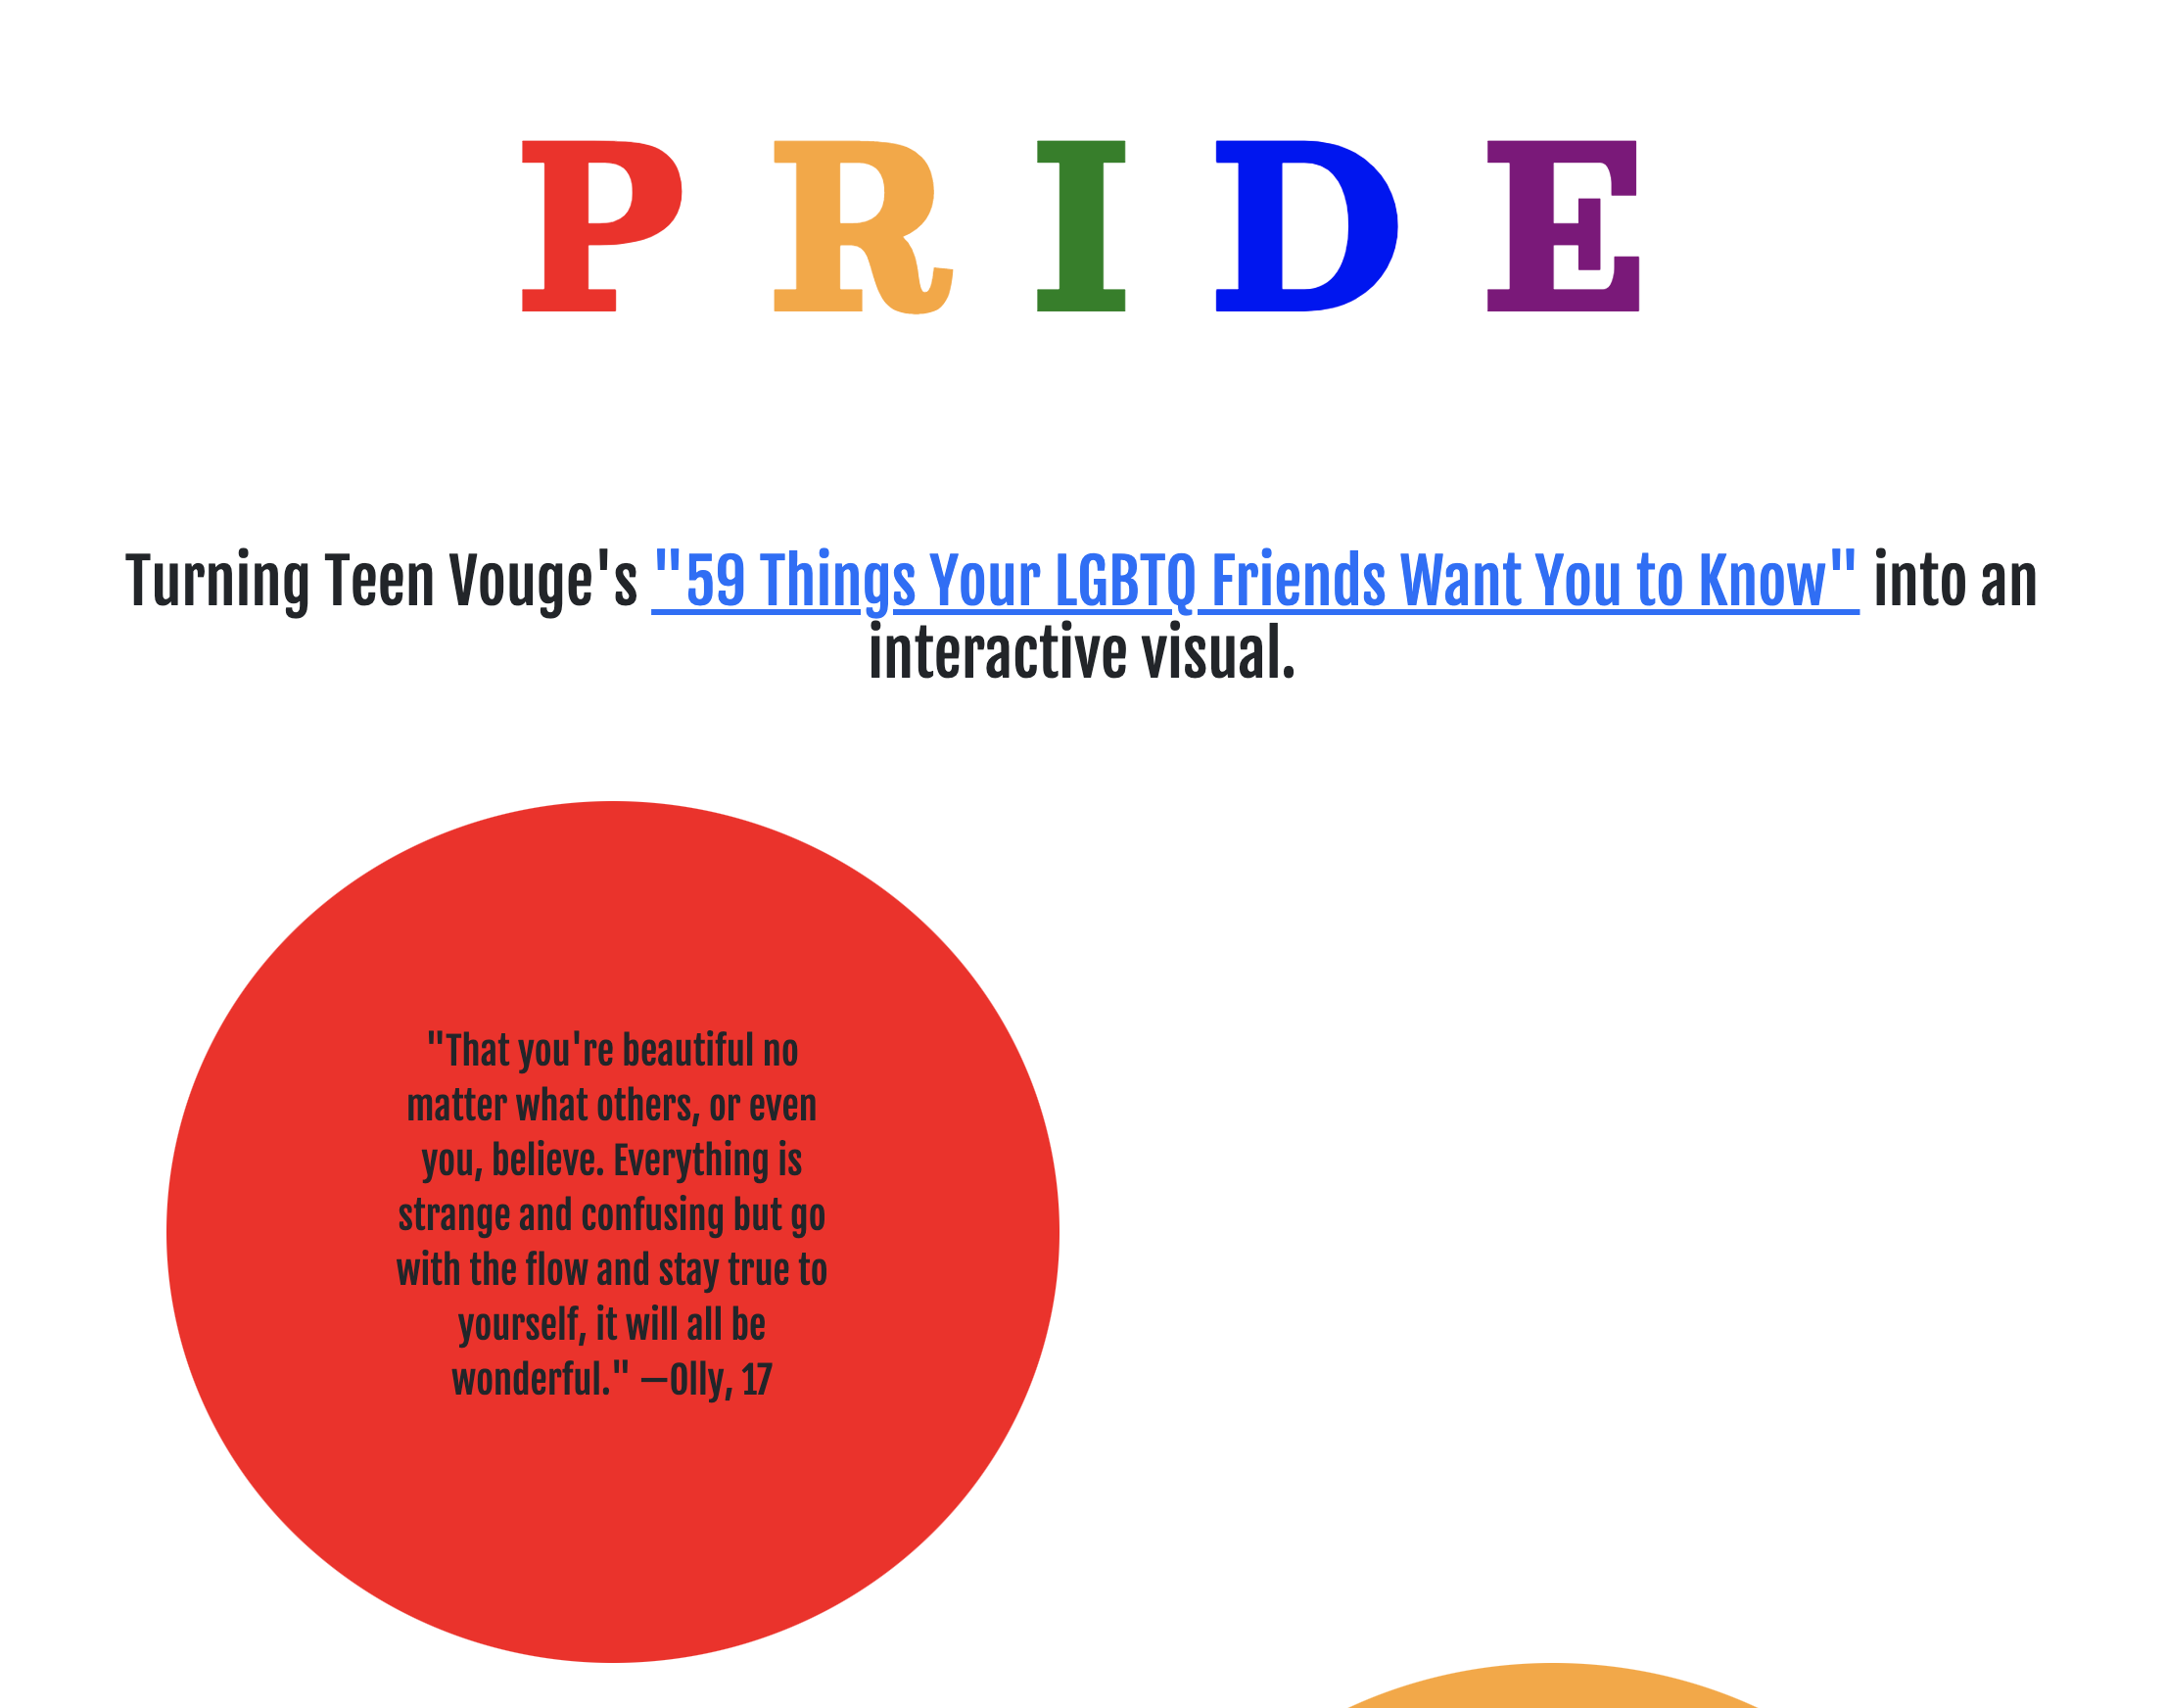 PRIDE
Turning Teen Vouge's "59 Things Your LGBTQ Friends Want You to Know" into an
interactive visual.
"That you're beautiful no
matter what others, or even
you, believe. Everything is
strange and confusing but go
with the flow and stay true to
yourself, it will all be
wonderful." —Olly, 17